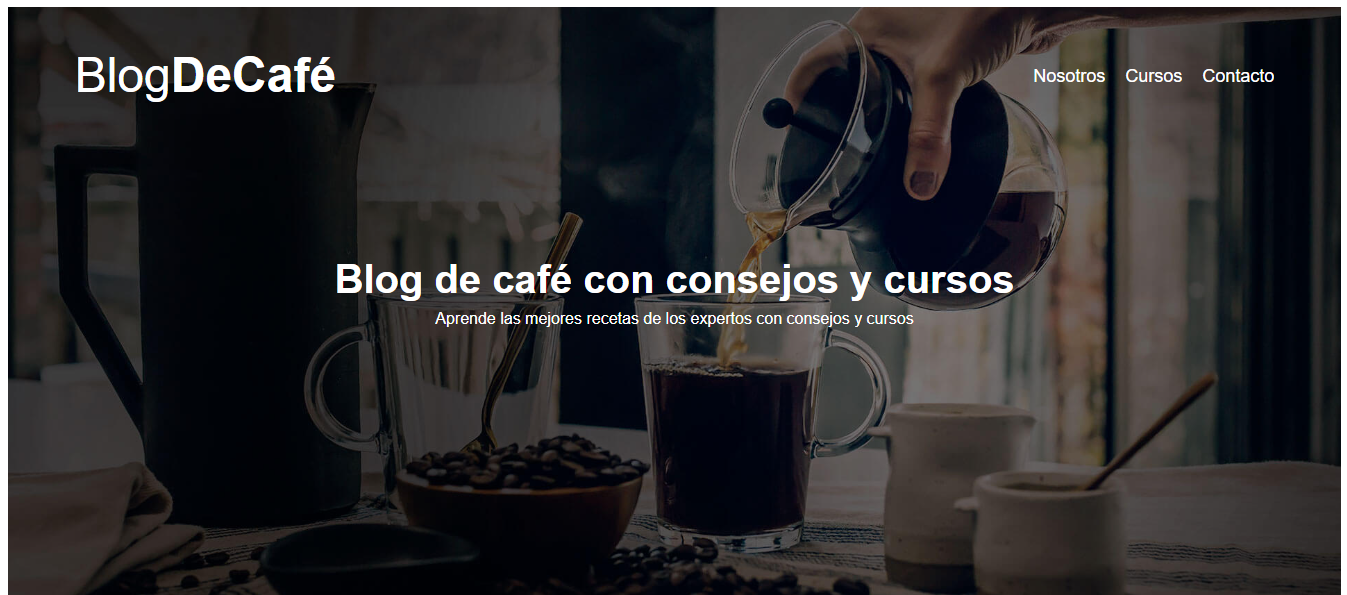 BlogDeCafé
Nosotros Cursos Contacto
Blog de café con consejos y cursos
Aprende las mejores recetas de los expertos con consejos y cursos